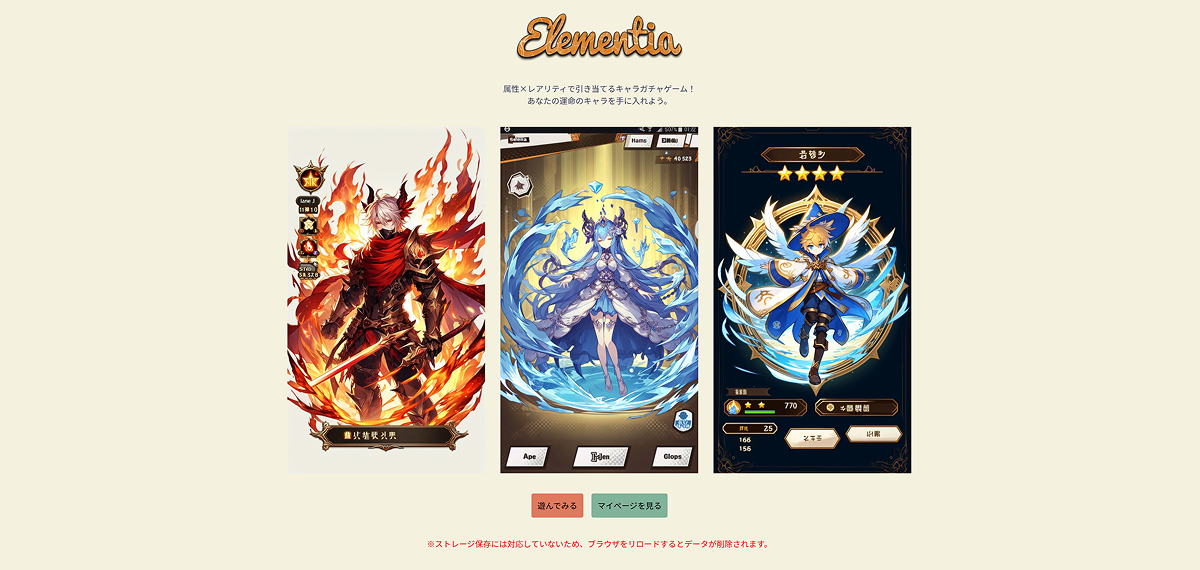 Elementia
属性×レアリティで引き当てるキャラガチャゲーム！
あなたの運命のキャラを手に入れよう。
Iane J
Hams
40 523
Ape
Glops
770
25
166
156
遊んでみる
マイページを見る
※ストレージ保存には対応していないため、ブラウザをリロードするとデータが削除されます。